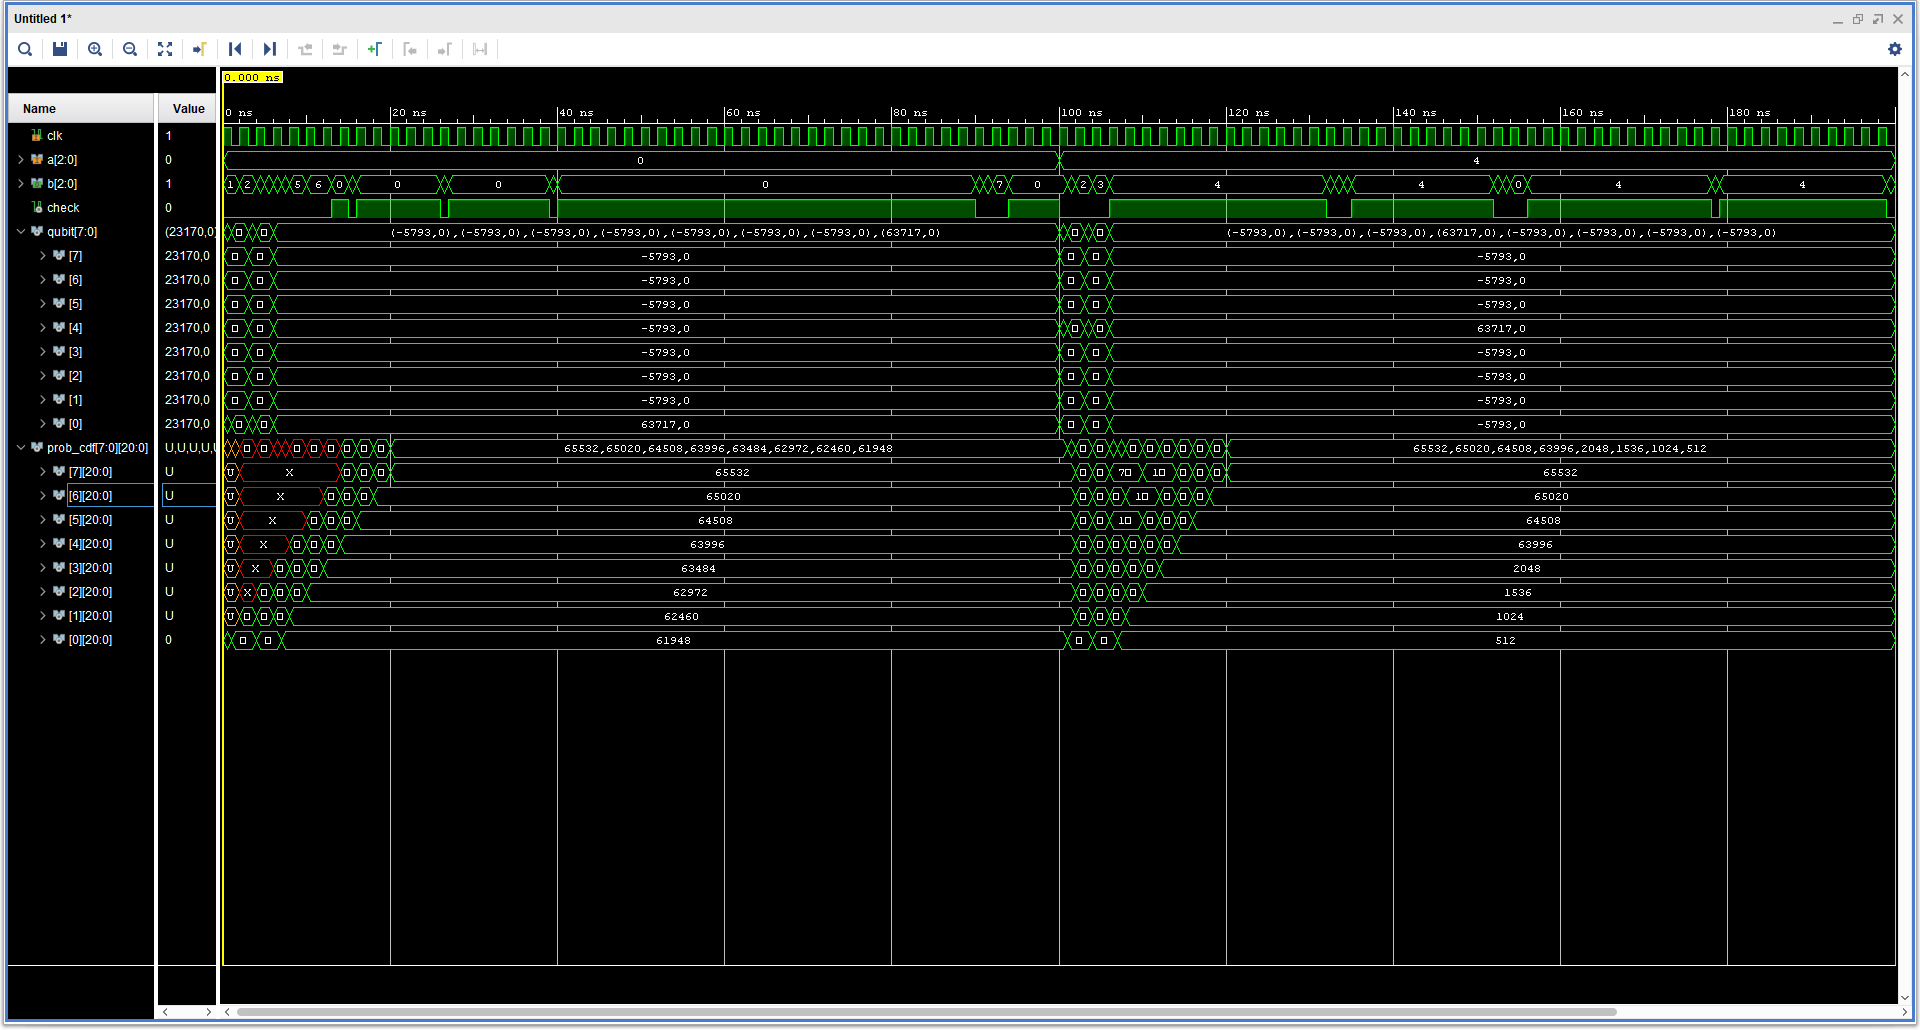 Untitled 1*
0.000 ns
Name Value
0 ns 20 ns 40 ns 60 ns 80 ns 100 ns 120 ns 140 ns 160 ns 180 ns
clk 1
a[2:0] 0 0 4
b[2:0] 1 1 2 5 6 0 0 0 0 7 0 2 3 4 4 0 4 4
check 0
qubit[7:0] (23170,0) (-5793,0),(-5793,0),(-5793,0),(-5793,0),(-5793,0),(-5793,0),(-5793,0),(63717,0) (-5793,0),(-5793,0),(-5793,0),(63717,0),(-5793,0),(-5793,0),(-5793,0),(-5793,0)
[7] 23170,0 -5793,0 -5793,0
[6] 23170,0 -5793,0 -5793,0
[5] 23170,0 -5793,0 -5793,0
[4] 23170,0 -5793,0 63717,0
[3] 23170,0 -5793,0 -5793,0
[2] 23170,0 -5793,0 -5793,0
[1] 23170,0 -5793,0 -5793,0
[0] 23170,0 63717,0 -5793,0
prob_cdf[7:0][20:0] U,U,U,U,U 65532,65020,64508,63996,63484,62972,62460,61948 65532,65020,64508,63996,2048,1536,1024,512
[7][20:0] U U X 65532 7 1 65532
[6][20:0] U U X 65020 1 65020
[5][20:0] U U X 64508 1 64508
[4][20:0] U U X 63996 63996
[3][20:0] U U X 63484 2048
[2][20:0] U U X 62972 1536
[1][20:0] U U 62460 1024
[0][20:0] 0 61948 512